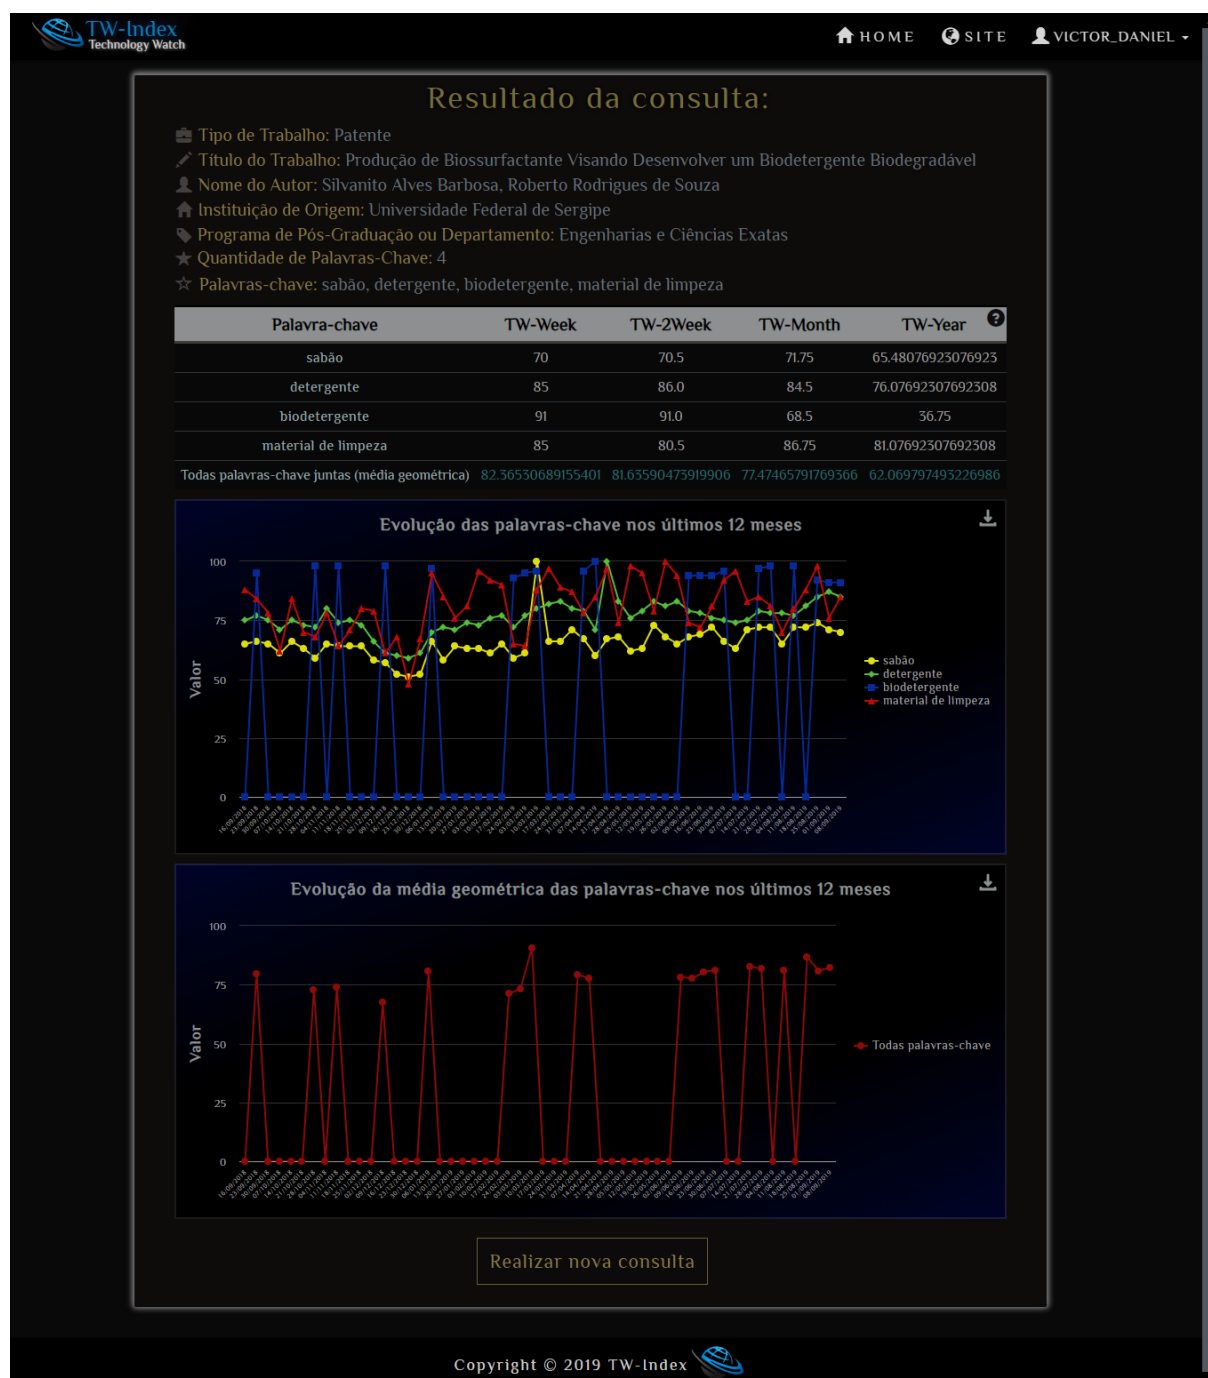 TW-Index
Technology Watch
HOME SITE VICTOR_DANIEL
Resultado da consulta:
Tipo de Trabalho: Patente
Título do Trabalho: Produção de Biossurfactante Visando Desenvolver um Biodetergente Biodegradável
Nome do Autor: Silvanito Alves Barbosa, Roberto Rodrigues de Souza
Instituição de Origem: Universidade Federal de Sergipe
Programa de Pós-Graduação ou Departamento: Engenharias e Ciências Exatas
Quantidade de Palavras-Chave: 4
Palavras-chave: sabão, detergente, biodetergente, material de limpeza
Palavra-chave TW-Week TW-2Week TW-Month TW-Year ?
sabão 70 70.5 71.75 65.48076923076923
detergente 85 86.0 84.5 76.07692307692308
biodetergente 91 91.0 68.5 36.75
material de limpeza 85 80.5 86.75 81.07692307692308
Todas palavras-chave juntas (média geométrica) 82.36530689155401 81.63590473919906 77.47465791769366 62.069797493226986
Evolução das palavras-chave nos últimos 12 meses
100
75
50
25
0
Valor
sabão
detergente
biodetergente
material de limpeza
Evolução da média geométrica das palavras-chave nos últimos 12 meses
100
75
50
25
0
Valor
Todas palavras-chave
Realizar nova consulta
Copyright © 2019 TW-Index